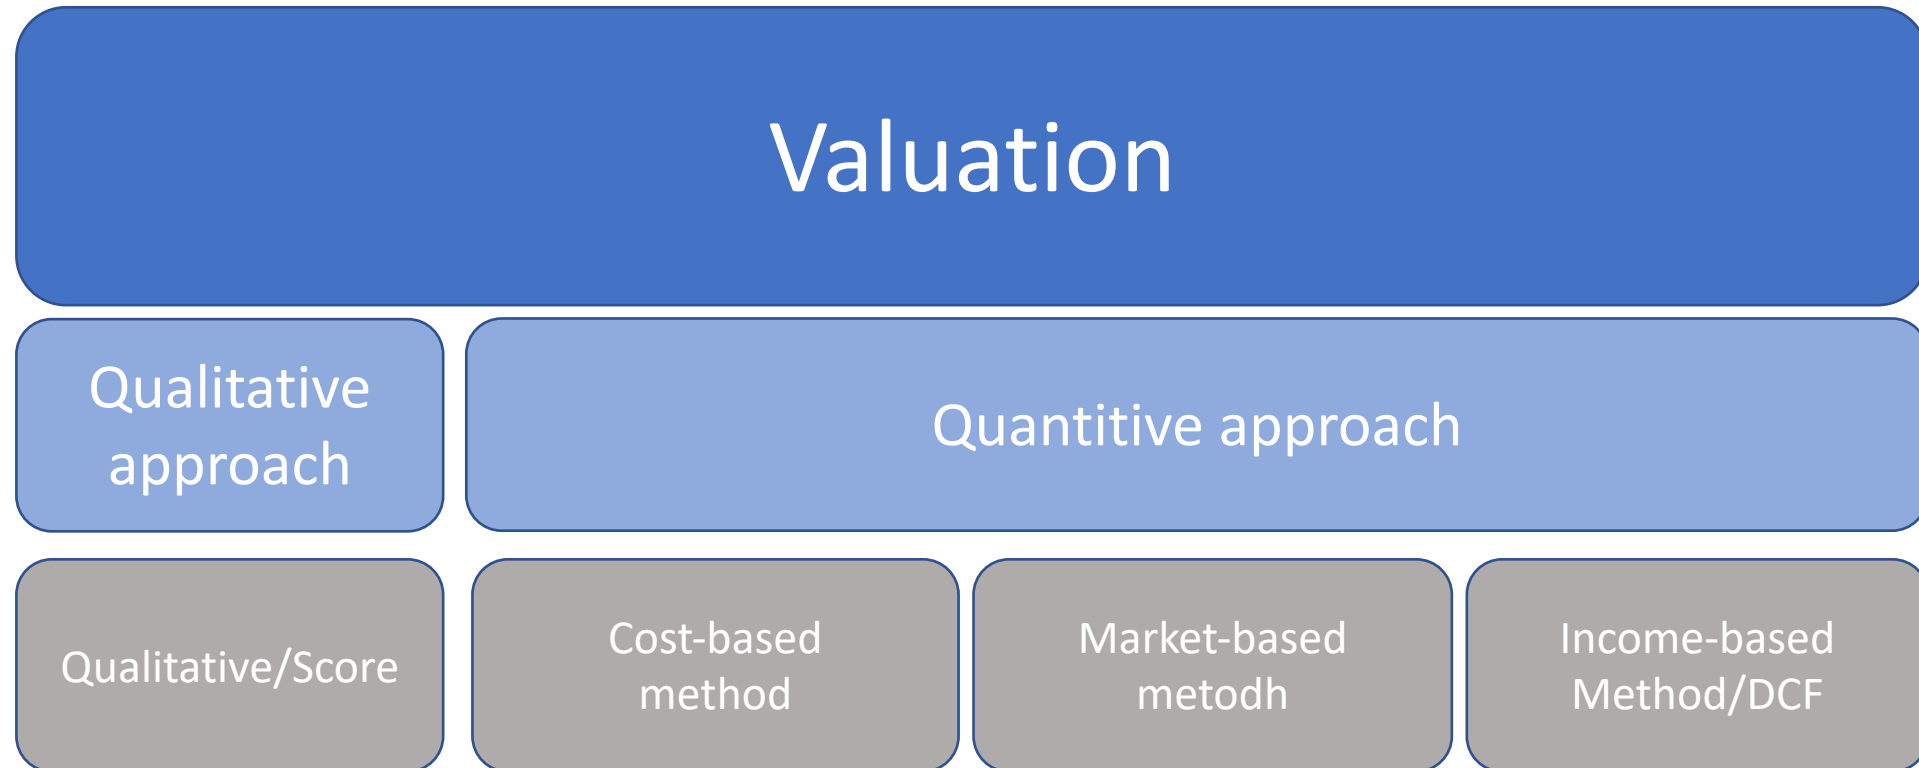 Valuation
Qualitative
approach
Quantitive approach
Qualitative/Score
Cost-based
method
Market-based
metodh
Income-based
Method/DCF